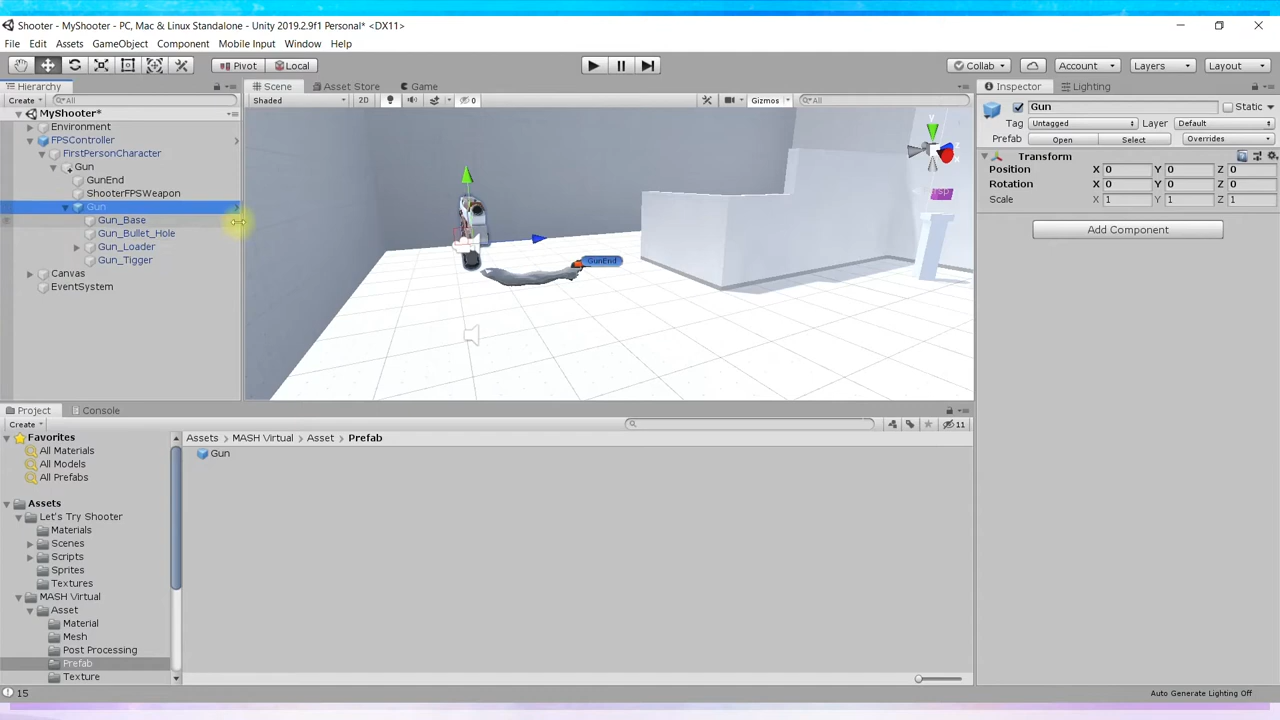 Shooter - MyShooter - PC, Mac & Linux Standalone - Unity 2019.2.9f1 Personal* <DX11>
File Edit Assets GameObject Component Mobile Input Window Help
Pivot Local Collab Account Layers Layout
Hierarchy Scene Asset Store Game Inspector Lighting
Create All Shaded 2D 0 Gizmos All Gun Static
MyShooter*
Tag Untagged Layer Default
Environment
Prefab Open Select Overrides
FPSController
FirstPersonCharacter
Transform
Gun
Position X 0 Y 0 Z 0
GunEnd
Rotation X 0 Y 0 Z 0
ShooterFPSWeapon
Scale X 1 Y 1 Z 1
Gun
Gun_Base
Add Component
Gun_Bullet_Hole
Gun_Loader
Gun_Tigger
Canvas
EventSystem
y
Persp
GunEnd
Project Console
Create
11
Favorites
Assets MASH Virtual Asset Prefab
All Materials
Gun
All Models
All Prefabs
Assets
Let's Try Shooter
Materials
Scenes
Scripts
Sprites
Textures
MASH Virtual
Asset
Material
Mesh
Post Processing
Prefab
Texture
15
Auto Generate Lighting Off